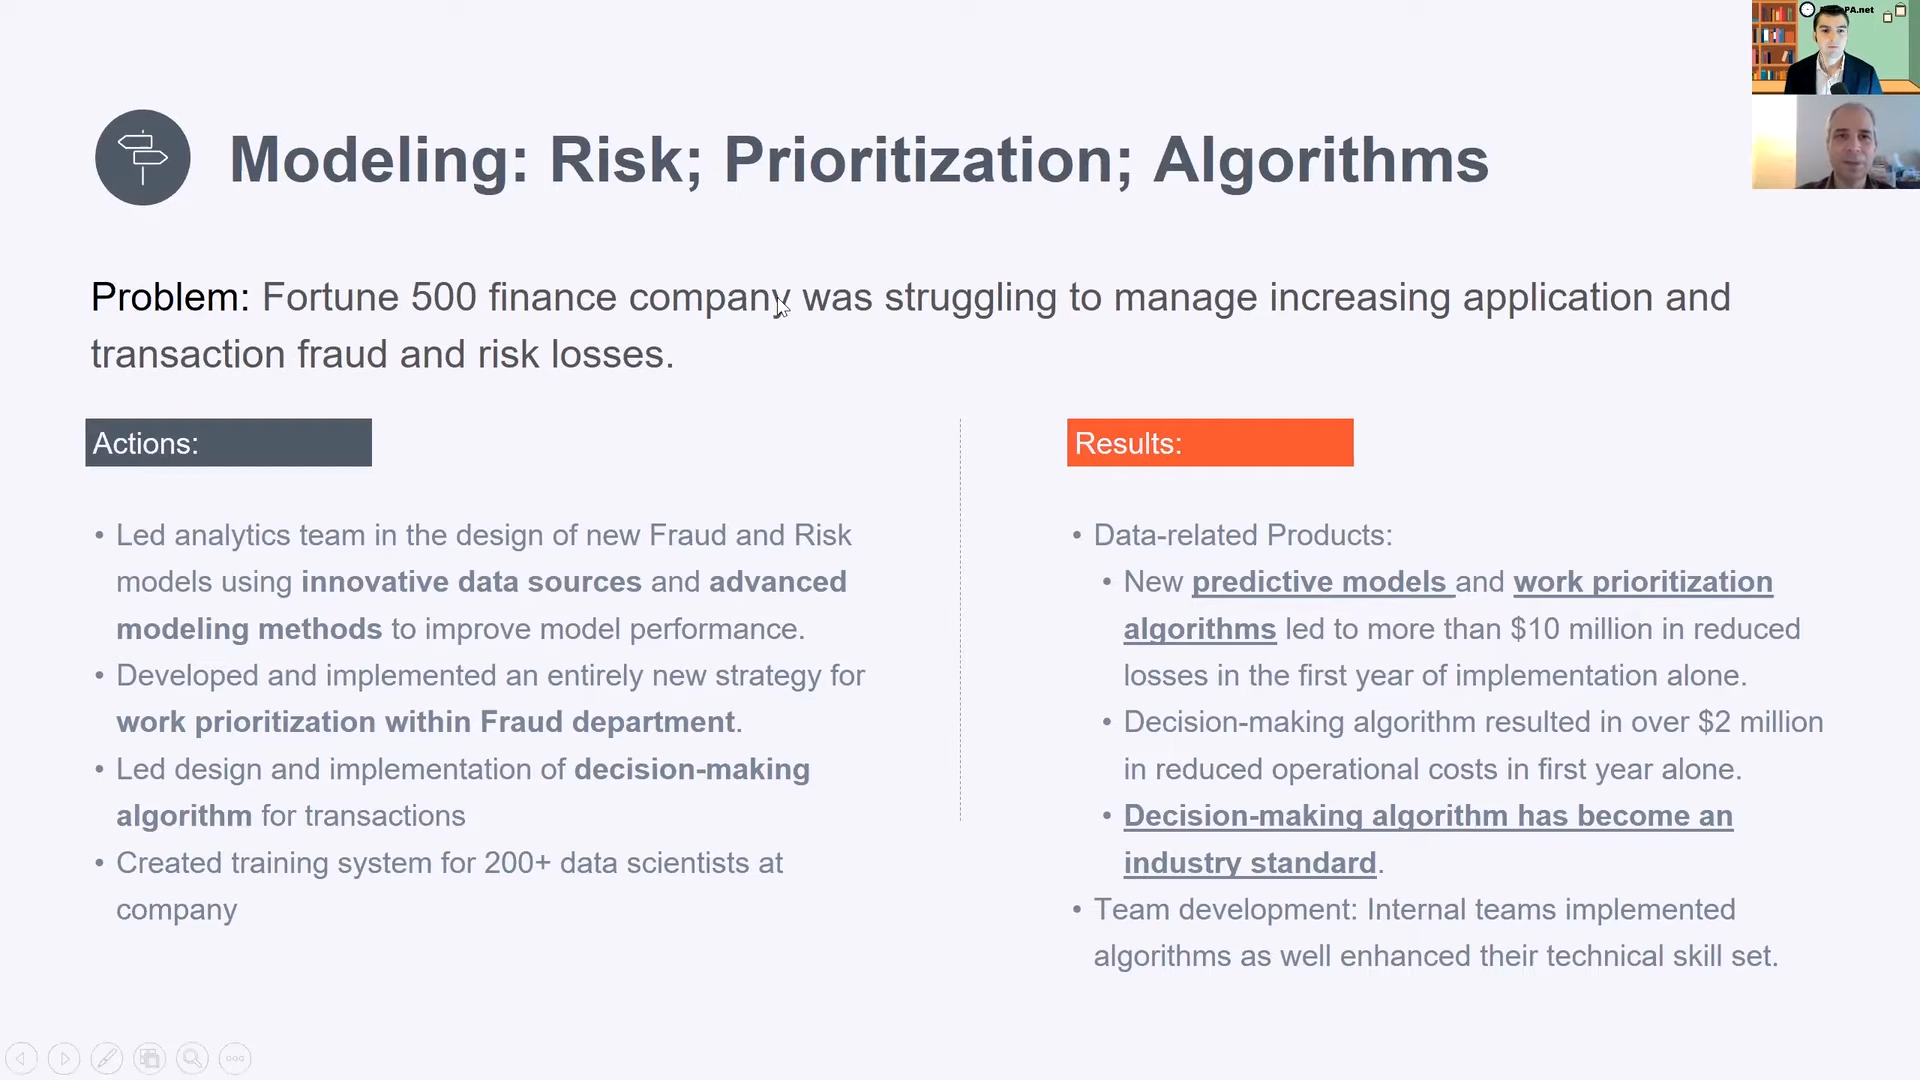 PA.net
Modeling: Risk; Prioritization; Algorithms
Problem: Fortune 500 finance company was struggling to manage increasing application and
transaction fraud and risk losses.
Actions:
• Led analytics team in the design of new Fraud and Risk
models using innovative data sources and advanced
modeling methods to improve model performance.
• Developed and implemented an entirely new strategy for
work prioritization within Fraud department.
• Led design and implementation of decision-making
algorithm for transactions
• Created training system for 200+ data scientists at
company
Results:
• Data-related Products:
• New predictive models and work prioritization
algorithms led to more than $10 million in reduced
losses in the first year of implementation alone.
• Decision-making algorithm resulted in over $2 million
in reduced operational costs in first year alone.
• Decision-making algorithm has become an
industry standard.
• Team development: Internal teams implemented
algorithms as well enhanced their technical skill set.